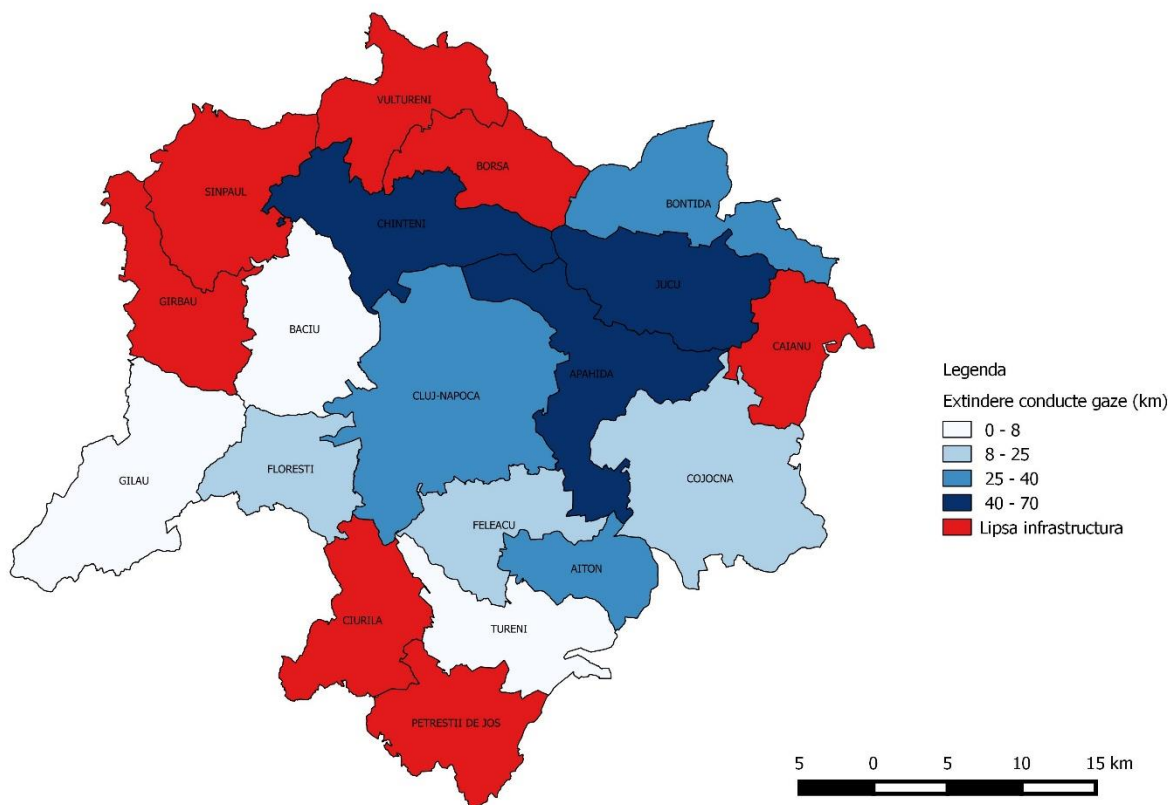 VULTURENI
BORSA
SINPAUL
BONTIDA
CHINTENI
JUCU
GIRBAU
BACIU
CAIANU
APAHIDA
CLUJ-NAPOCA
FLORESTI
GILAU
COJOCNA
FELEACU
AITON
CIURILA
TURENI
PETRESTII DE JOS
Legenda
Extindere conducte gaze (km)
0 - 8
8 - 25
25 - 40
40 - 70
Lipsa infrastructura
5 0 5 10 15 km